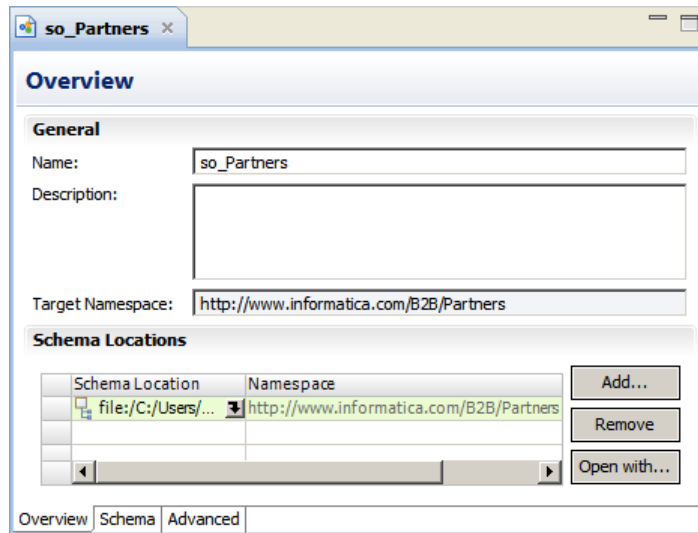 so_Partners
Overview
General
Name: so_Partners
Description:
Target Namespace: http://www.informatica.com/B2B/Partners
Schema Locations
Schema Location Namespace Add...
file:/C:/Users/... http://www.informatica.com/B2B/Partners
Remove
Open with...
Overview Schema Advanced